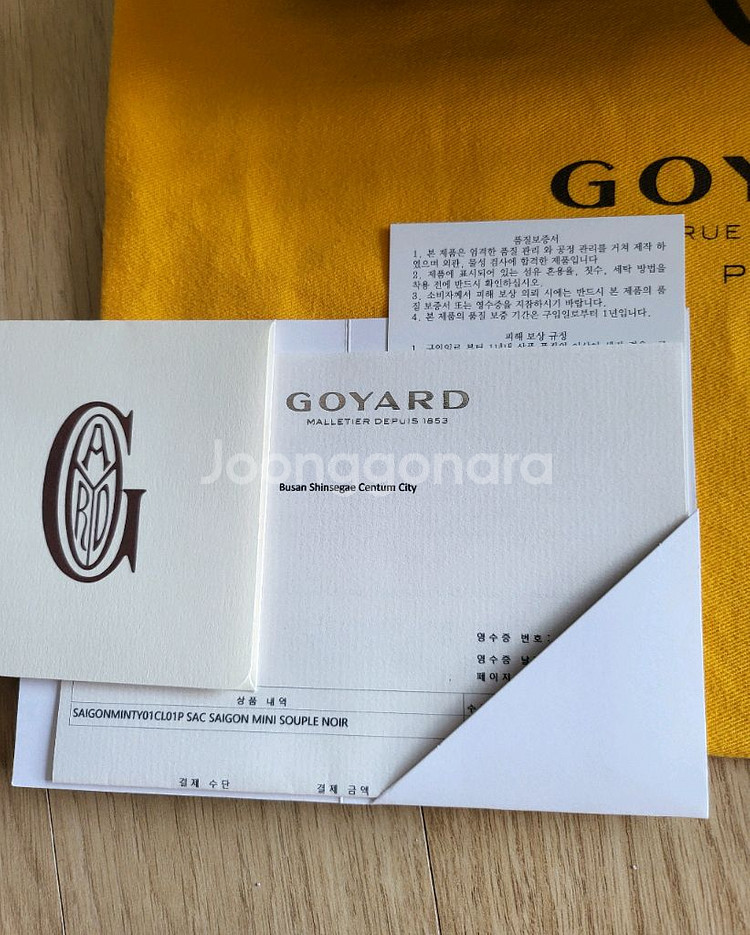 GOY
RUE
P
품질보증서
1. 본 제품은 엄격한 품질 관리 와 공정 관리를 거쳐 제작 하
였으며 외관, 물성 검사에 합격한 제품입니다
2. 제품에 표시되어 있는 섬유 혼용율, 칫수, 세탁 방법을
착용 전에 반드시 확인하십시오.
3. 소비자께서 피해 보상 의뢰 시에는 반드시 본 제품의 품
질 보증서 또는 영수증을 지참하시기 바랍니다.
4. 본 제품의 품질 보증 기간은 구입일로부터 1년입니다.
피해 보상 규정
GOYARD
MALLETIER DEPUIS 1853
Joonggonara
Busan Shinsegae Centum City
GOYARD
영수증 번호:
영수증 날
페이지
상품 내역
SAIGONMINTY01CL01P SAC SAIGON MINI SOUPLE NOIR
결제 수단 결제 금액